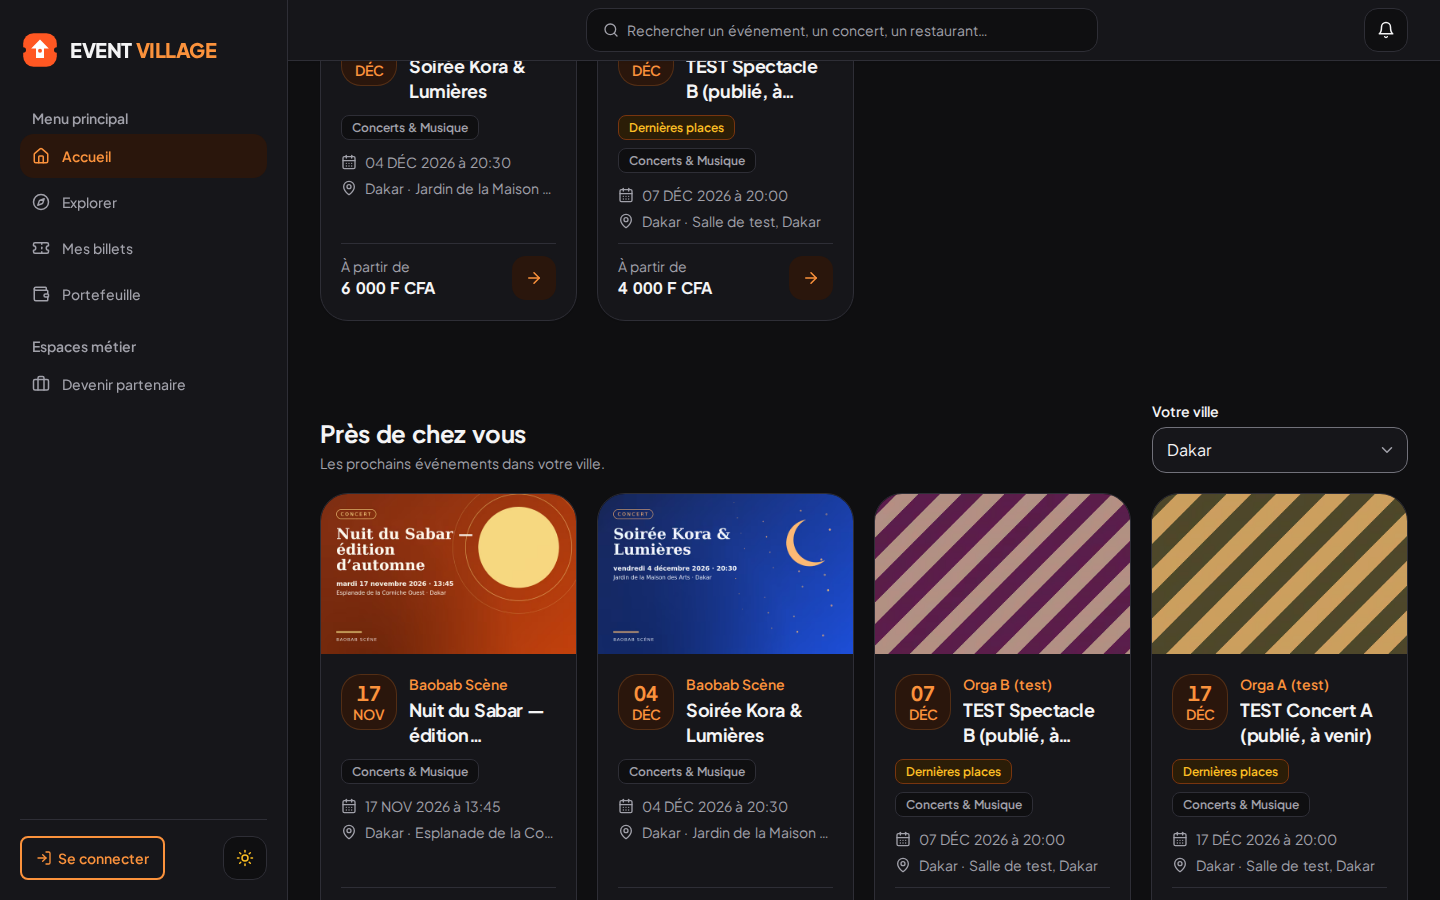 EVENT VILLAGE
Menu principal
Accueil
Explorer
Mes billets
Portefeuille
Espaces métier
Devenir partenaire
Se connecter
Rechercher un événement, un concert, un restaurant…
DÉC
Soirée Kora &
Lumières
Concerts & Musique
04 DÉC 2026 à 20:30
Dakar · Jardin de la Maison …
À partir de
6 000 F CFA
DÉC
TEST Spectacle
B (publié, à…
Dernières places
Concerts & Musique
07 DÉC 2026 à 20:00
Dakar · Salle de test, Dakar
À partir de
4 000 F CFA
Près de chez vous
Les prochains événements dans votre ville.
Votre ville
Dakar
CONCERT
Nuit du Sabar —
édition
d’automne
mardi 17 novembre 2026 · 13:45
Esplanade de la Corniche Ouest · Dakar
BAOBAB SCÈNE
17
NOV
Baobab Scène
Nuit du Sabar —
édition…
Concerts & Musique
17 NOV 2026 à 13:45
Dakar · Esplanade de la Co…
CONCERT
Soirée Kora &
Lumières
vendredi 4 décembre 2026 · 20:30
Jardin de la Maison des Arts · Dakar
BAOBAB SCÈNE
04
DÉC
Baobab Scène
Soirée Kora &
Lumières
Concerts & Musique
04 DÉC 2026 à 20:30
Dakar · Jardin de la Maison …
07
DÉC
Orga B (test)
TEST Spectacle
B (publié, à…
Dernières places
Concerts & Musique
07 DÉC 2026 à 20:00
Dakar · Salle de test, Dakar
17
DÉC
Orga A (test)
TEST Concert A
(publié, à venir)
Dernières places
Concerts & Musique
17 DÉC 2026 à 20:00
Dakar · Salle de test, Dakar